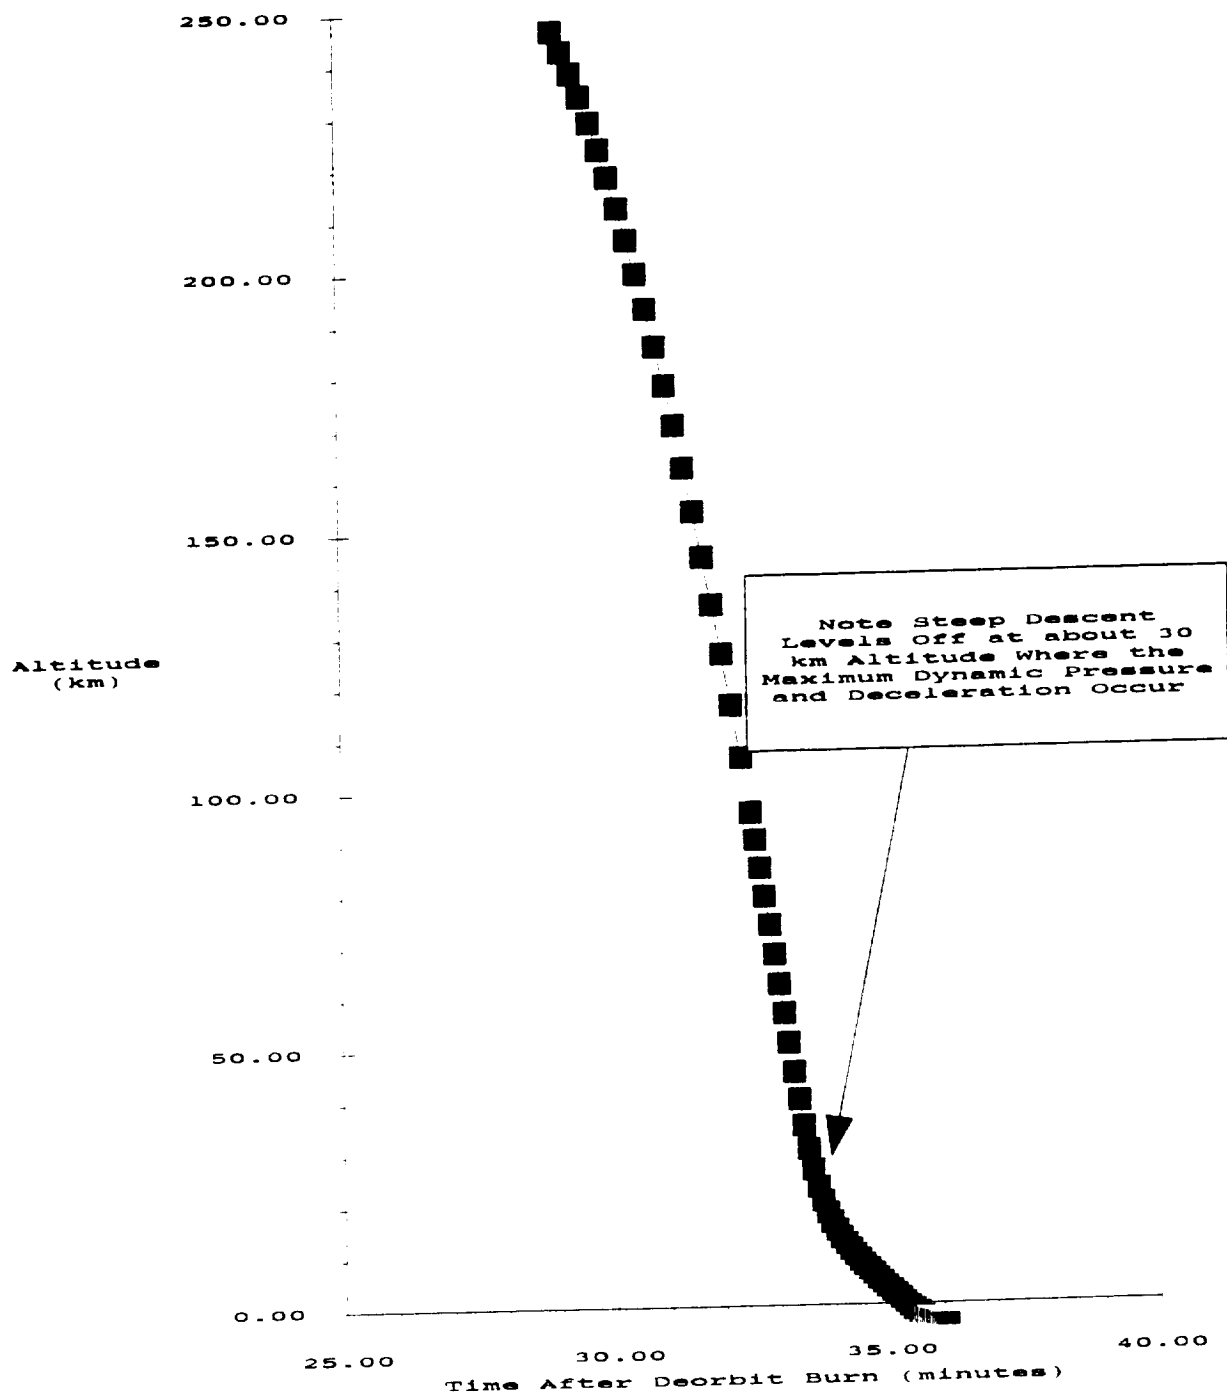 250.00
200.00
150.00
Note Steep Descent
Levels Off at about 30
km Altitude Where the
Maximum Dynamic Pressure
and Deceleration Occur
Altitude
(km)
100.00
50.00
0.00
25.00
30.00
35.00
40.00
Time After Deorbit Burn (minutes)